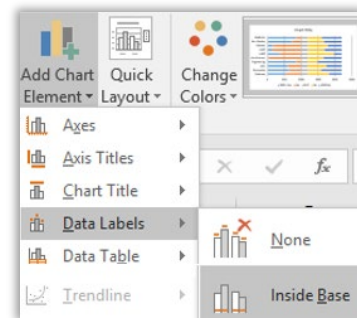 Add Chart Element
Quick Layout
Change Colors
Axes
Axis Titles
fx
Chart Title
Data Labels
None
Data Table
Trendline
Inside Base